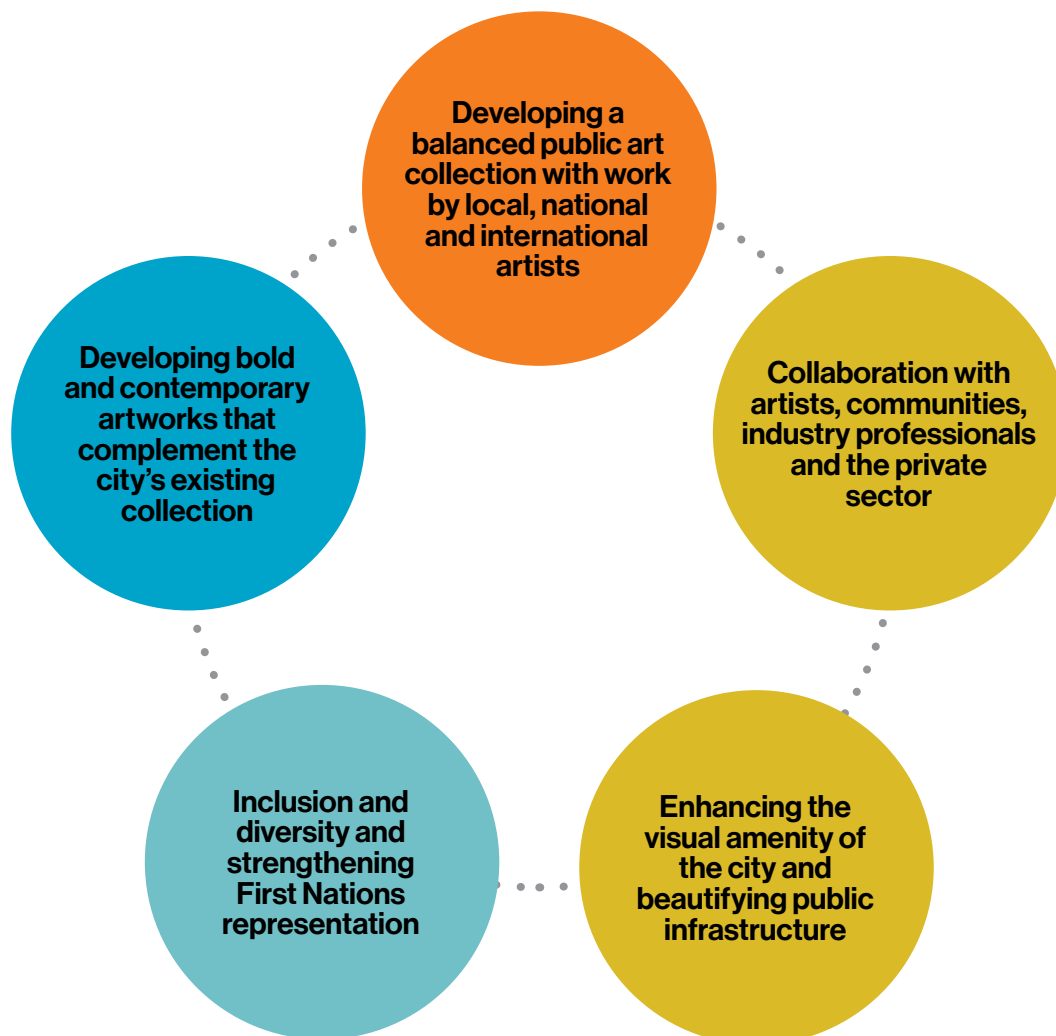 Developing a
balanced public art
collection with work
by local, national
and international
artists
Collaboration with
artists, communities,
industry professionals
and the private
sector
Enhancing the
visual amenity of
the city and
beautifying public
infrastructure
Inclusion and
diversity and
strengthening
First Nations
representation
Developing bold
and contemporary
artworks that
complement the
city’s existing
collection